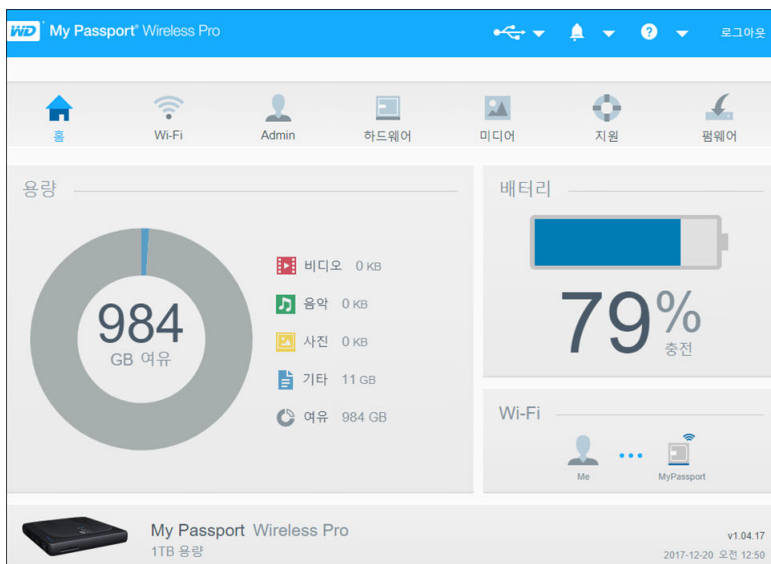 WD My Passport® Wireless Pro
로그아웃
홈 Wi-Fi Admin 하드웨어 미디어 지원 펌웨어
용량
984
GB 여유
비디오 0 KB
음악 0 KB
사진 0 KB
기타 11 GB
여유 984 GB
배터리
79%
충전
Wi-Fi
Me MyPassport
My Passport Wireless Pro
1TB 용량
v1.04.17
2017-12-20 오전 12:50